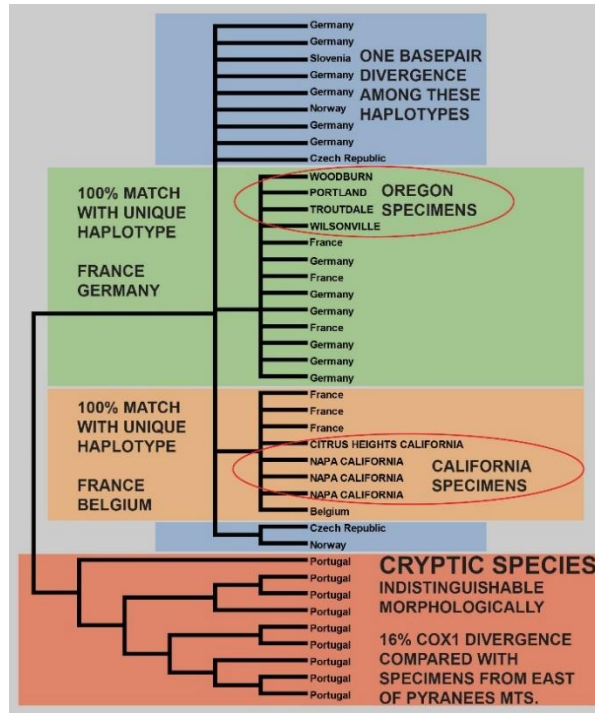 Germany
Germany
Slovenia
Germany
Germany
Norway
Germany
Germany
Czech Republic
ONE BASEPAIR
DIVERGENCE
AMONG THESE
HAPLOTYPES
100% MATCH
WITH UNIQUE
HAPLOTYPE
FRANCE
GERMANY
WOODBURN
PORTLAND
TROUTDALE
WILSONVILLE
France
Germany
France
Germany
Germany
France
Germany
Germany
Germany
OREGON
SPECIMENS
100% MATCH
WITH UNIQUE
HAPLOTYPE
FRANCE
BELGIUM
France
France
France
CITRUS HEIGHTS CALIFORNIA
NAPA CALIFORNIA
NAPA CALIFORNIA
NAPA CALIFORNIA
Belgium
CALIFORNIA
SPECIMENS
Czech Republic
Norway
Portugal
Portugal
Portugal
Portugal
Portugal
Portugal
Portugal
Portugal
Portugal
CRYPTIC SPECIES
INDISTINGUISHABLE
MORPHOLOGICALLY
16% COX1 DIVERGENCE
COMPARED WITH
SPECIMENS FROM EAST
OF PYRANEES MTS.